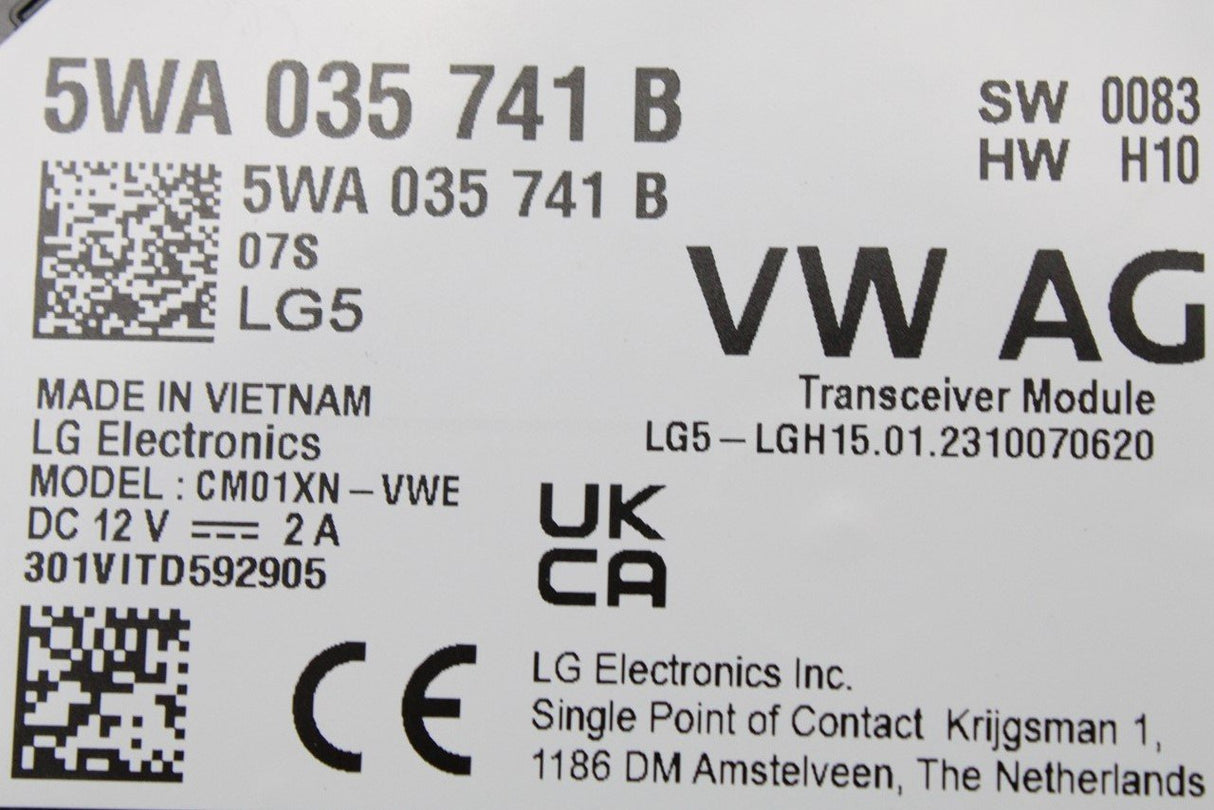 5WA 035 741 B
SW 0083
HW H10
5WA 035 741 B
07S
LG5
VW AG
Transceiver Module
LG5-LGH15.01.2310070620
MADE IN VIETNAM
LG Electronics
MODEL : CM01XN-VWE
DC 12 V ⎓ 2 A
301VITD592905
UK
CA
CE
LG Electronics Inc.
Single Point of Contact Krijgsman 1,
1186 DM Amstelveen, The Netherlands